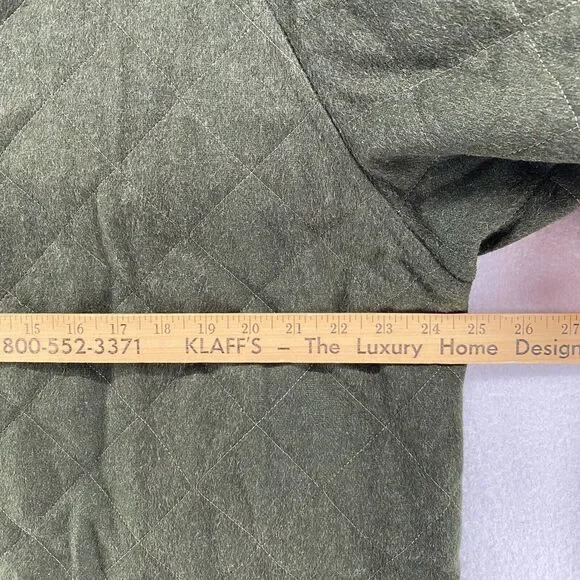 15 16 17 18 19 20 21 22 23 24 25 26 27
800-552-3371 KLAFF'S – The Luxury Home Design